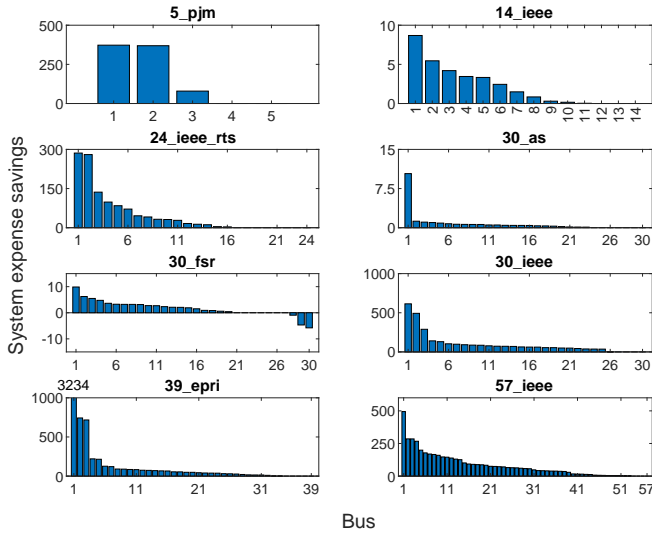 5_pjm
500
250
0
1 2 3 4 5
14_ieee
10
5
0
1 2 3 4 5 6 7 8 9 10 11 12 13 14
24_ieee_rts
300
150
0
1 6 11 16 24
30_as
15
7.5
0
1 6 11 16 21 26 30
System expense savings
30_fsr
10
0
-10
1 6 11 16 21 26 30
30_ieee
1000
500
0
1 6 11 16 21 26 30
39_epri
3234
1000
500
0
1 11 21 31 39
57_ieee
500
250
0
1 11 21 31 41 51 57
Bus